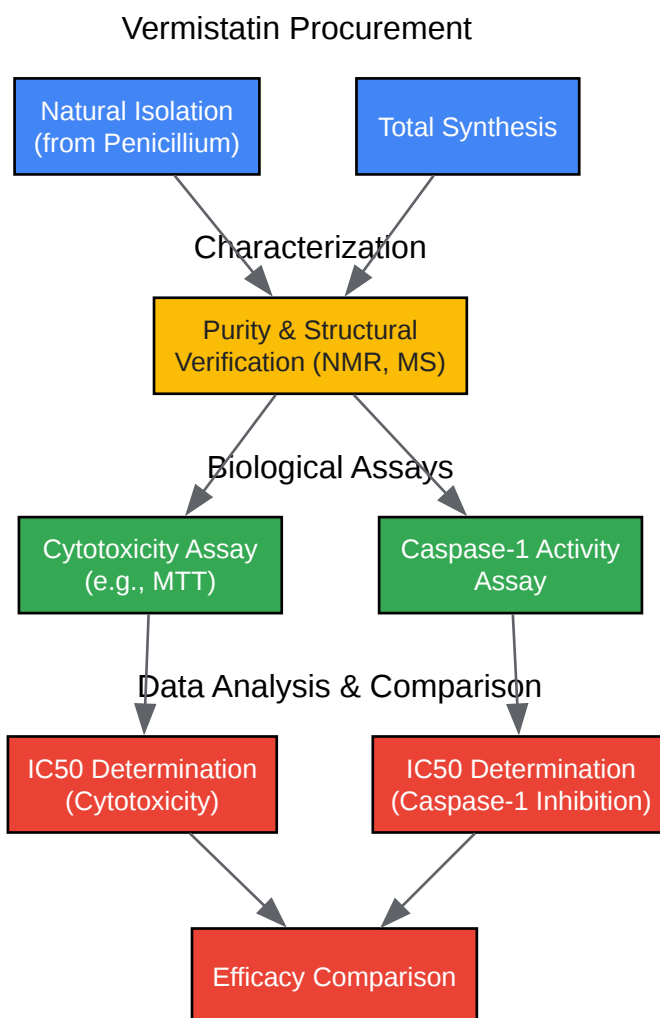 Vermistatin Procurement
Natural Isolation
(from Penicillium)
Total Synthesis
Characterization
Purity & Structural
Verification (NMR, MS)
Biological Assays
Cytotoxicity Assay
(e.g., MTT)
Caspase-1 Activity
Assay
Data Analysis & Comparison
IC50 Determination
(Cytotoxicity)
IC50 Determination
(Caspase-1 Inhibition)
Efficacy Comparison